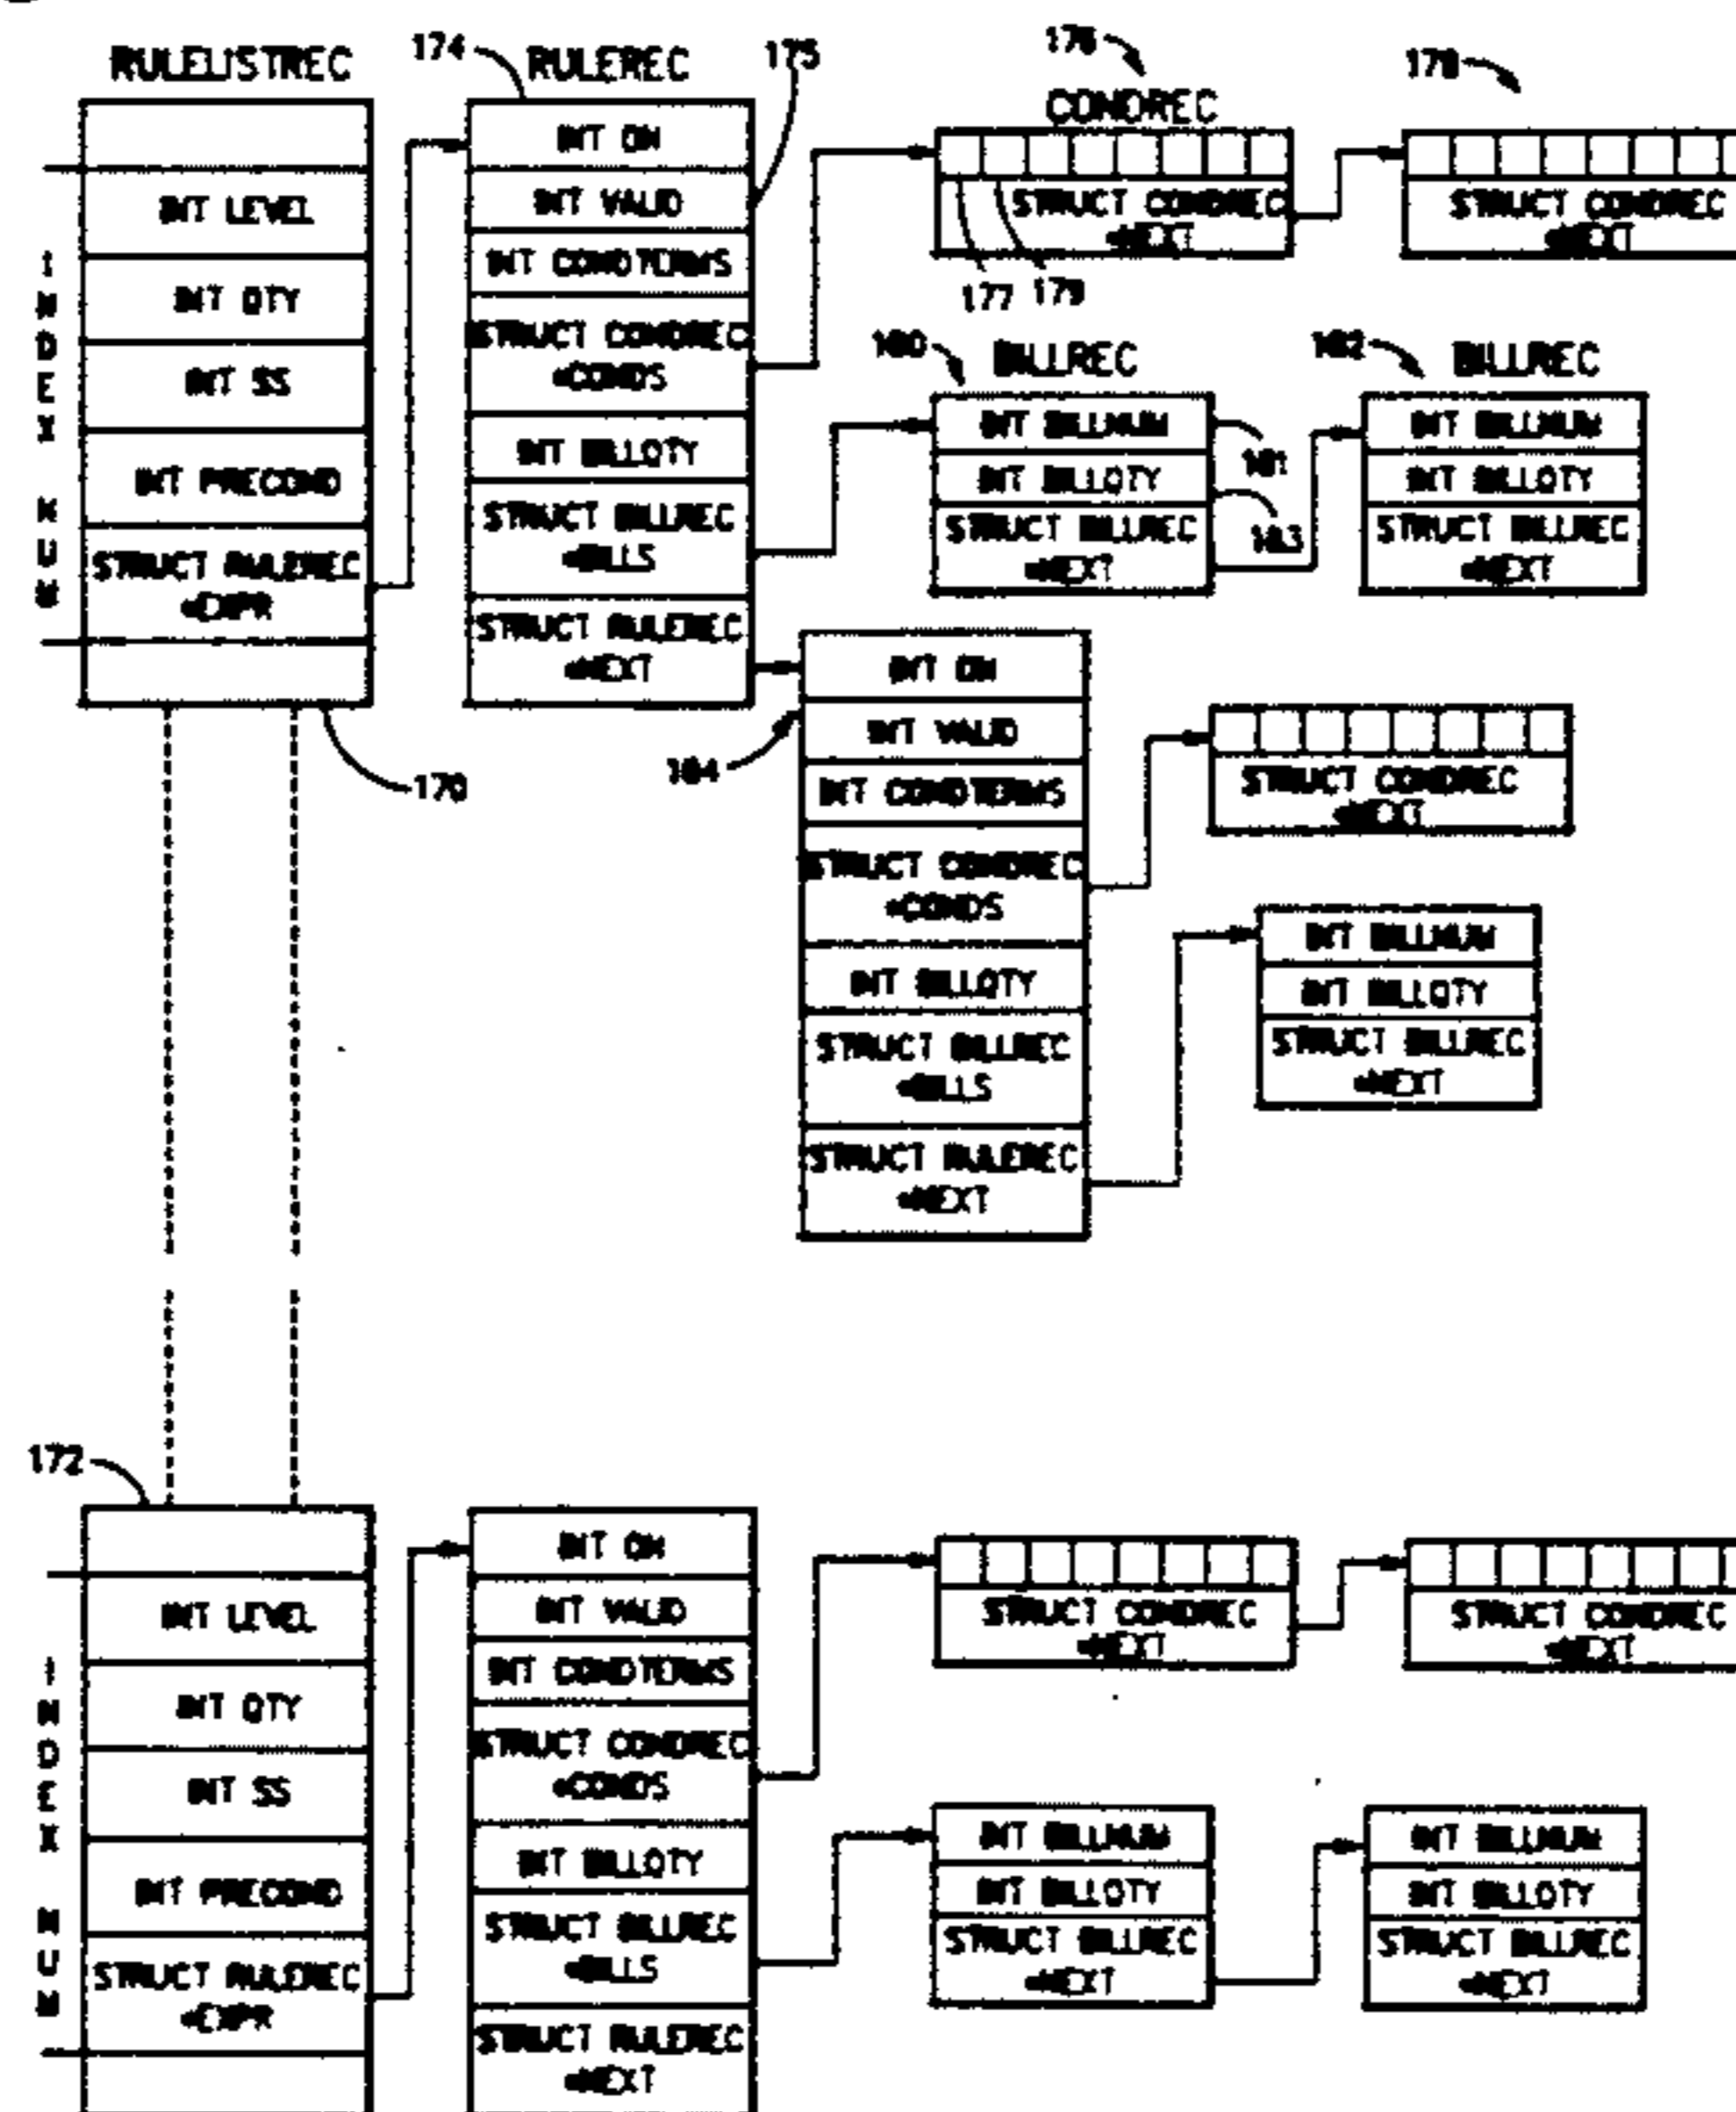 RULELISTREC
174
RULEREC
175
176
CONDREC
178
INDEX NUM
INT LEVEL
INT QTY
INT SS
INT PRECOND
STRUCT RULEREC
*EXPR
170
INT ON
INT VALID
INT CONDTERMS
STRUCT CONDREC
*CONDS
INT BILLQTY
STRUCT BILLREC
*BILLS
STRUCT RULEREC
*NEXT
STRUCT CONDREC
*NEXT
177
179
STRUCT CONDREC
*NEXT
180
BILLREC
INT BILLNUM
INT BILLQTY
STRUCT BILLREC
*NEXT
181
183
182
BILLREC
INT BILLNUM
INT BILLQTY
STRUCT BILLREC
*NEXT
184
INT ON
INT VALID
INT CONDTERMS
STRUCT CONDREC
*CONDS
INT BILLQTY
STRUCT BILLREC
*BILLS
STRUCT RULEREC
*NEXT
STRUCT CONDREC
*NEXT
INT BILLNUM
INT BILLQTY
STRUCT BILLREC
*NEXT
172
INDEX NUM
INT LEVEL
INT QTY
INT SS
INT PRECOND
STRUCT RULEREC
*EXPR
INT ON
INT VALID
INT CONDTERMS
STRUCT CONDREC
*CONDS
INT BILLQTY
STRUCT BILLREC
*BILLS
STRUCT RULEREC
*NEXT
STRUCT CONDREC
*NEXT
STRUCT CONDREC
*NEXT
INT BILLNUM
INT BILLQTY
STRUCT BILLREC
*NEXT
INT BILLNUM
INT BILLQTY
STRUCT BILLREC
*NEXT